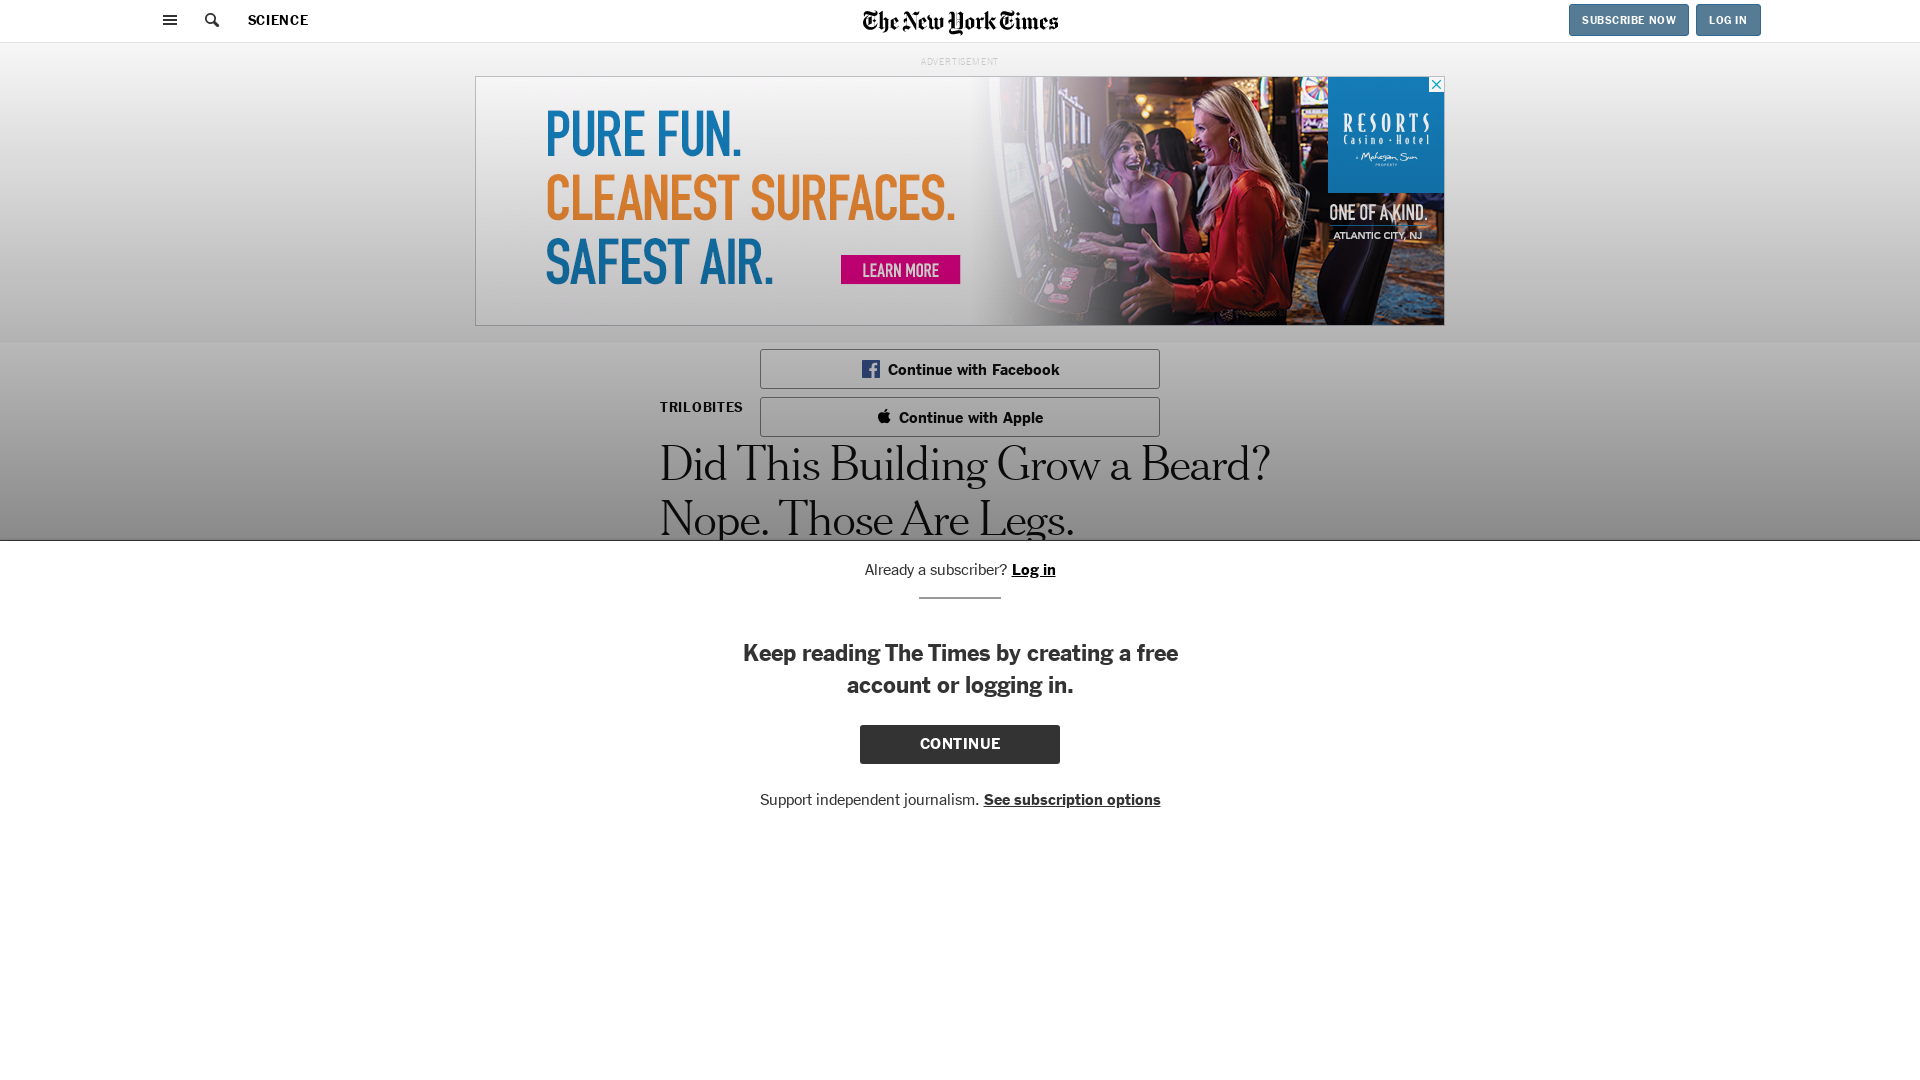 SCIENCE
The New York Times
SUBSCRIBE NOW
LOG IN
ADVERTISEMENT
PURE FUN.
CLEANEST SURFACES.
SAFEST AIR.
LEARN MORE
RESORTS
Casino • Hotel
a Mohegan Sun
PROPERTY
ONE OF A KIND.
ATLANTIC CITY, NJ
Continue with Facebook
TRILOBITES
Continue with Apple
Did This Building Grow a Beard?
Nope. Those Are Legs.
Already a subscriber? Log in
Keep reading The Times by creating a free
account or logging in.
CONTINUE
Support independent journalism. See subscription options